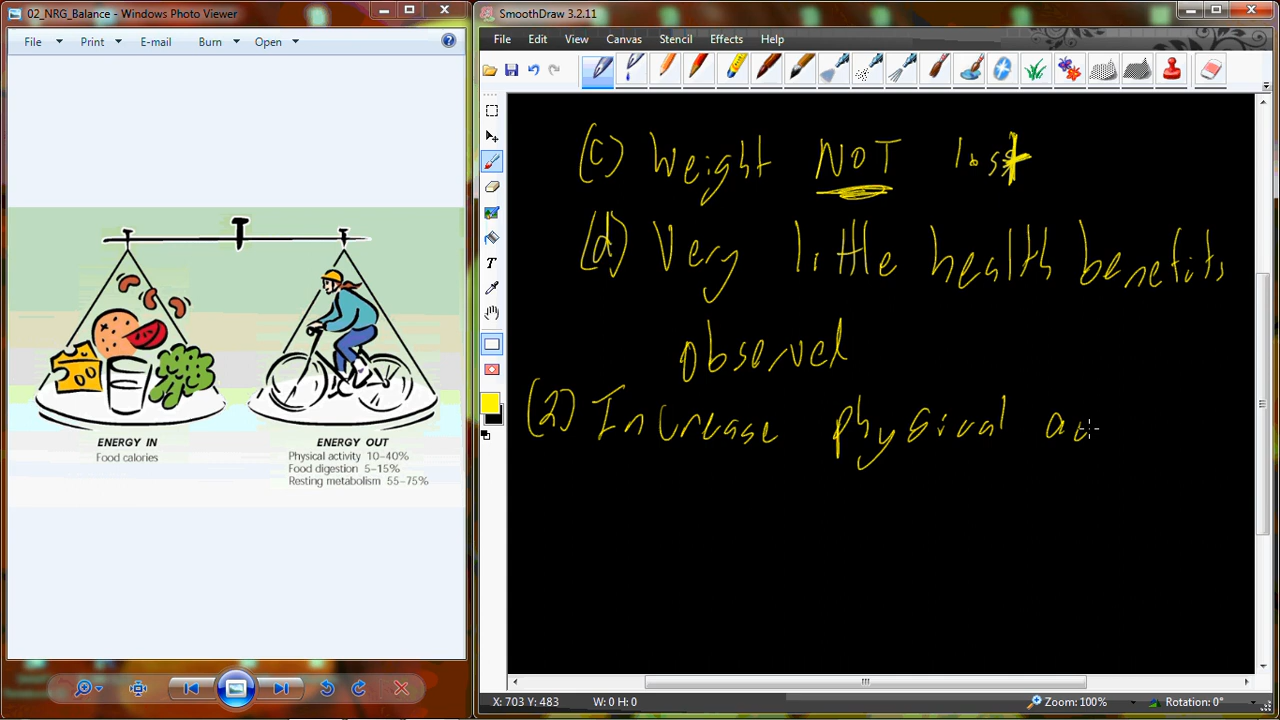 02_NRG_Balance - Windows Photo Viewer
File Print E-mail Burn Open
ENERGY IN
Food calories
ENERGY OUT
Physical activity 10–40%
Food digestion 5–15%
Resting metabolism 55–75%
SmoothDraw 3.2.11
File Edit View Canvas Stencil Effects Help
(c) Weight NOT lost
(d) Very little health benefits
observed
(2) Increase physical ac
X: 703 Y: 483 W: 0 H: 0 Zoom: 100% Rotation: 0°